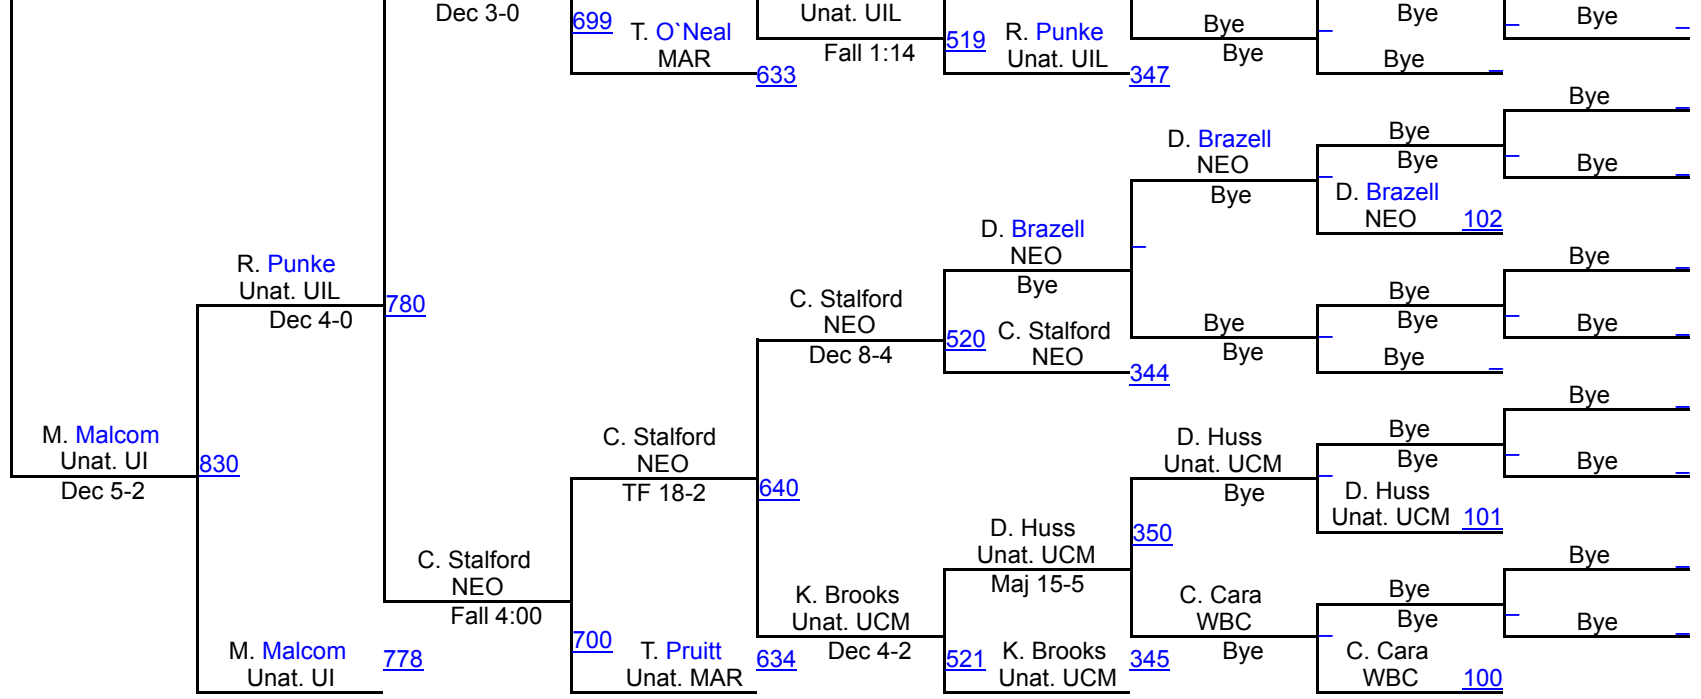 Dec 3-0
699
T. O`Neal
MAR
633
Unat. UIL
Fall 1:14
519
R. Punke
Unat. UIL
347
Bye
Bye
Bye
Bye
Bye
Bye
Bye
Bye
Bye
D. Brazell
NEO
Bye
D. Brazell
NEO
102
D. Brazell
NEO
Bye
R. Punke
Unat. UIL
Dec 4-0
780
C. Stalford
NEO
Dec 8-4
520
C. Stalford
NEO
344
Bye
Bye
Bye
Bye
Bye
Bye
Bye
Bye
Bye
M. Malcom
Unat. UI
Dec 5-2
830
C. Stalford
NEO
TF 18-2
640
D. Huss
Unat. UCM
Bye
Bye
Bye
D. Huss
Unat. UCM
101
350
D. Huss
Unat. UCM
Maj 15-5
C. Stalford
NEO
Fall 4:00
K. Brooks
Unat. UCM
Dec 4-2
C. Cara
WBC
Bye
Bye
Bye
Bye
Bye
M. Malcom
Unat. UI
778
700
T. Pruitt
Unat. MAR
634
521
K. Brooks
Unat. UCM
345
C. Cara
WBC
100